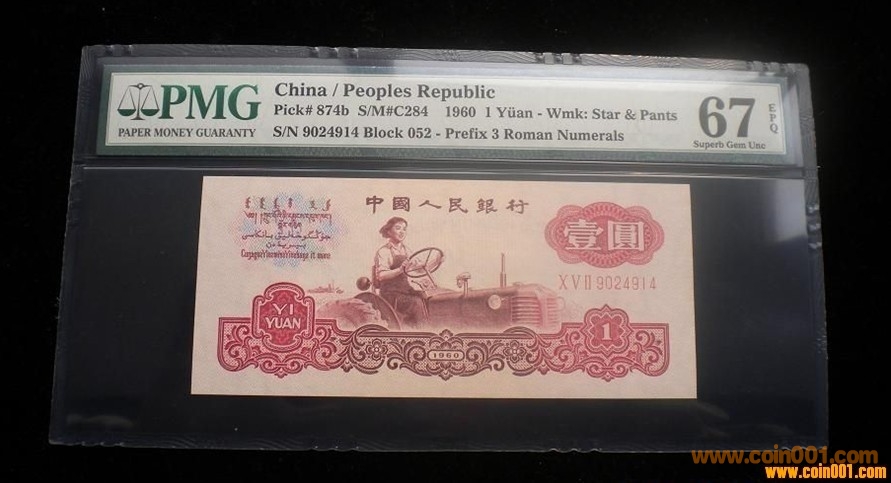 PMG
PAPER MONEY GUARANTY
China / Peoples Republic
Pick# 874b S/M#C284 1960 1 Yüan - Wmk: Star & Pants
S/N 9024914 Block 052 - Prefix 3 Roman Numerals
67
EPQ
Superb Gem Unc
中國人民銀行
壹圓
XVII 9024914
YI
YUAN
1960
1
www.coin001.com
www.coin001.com